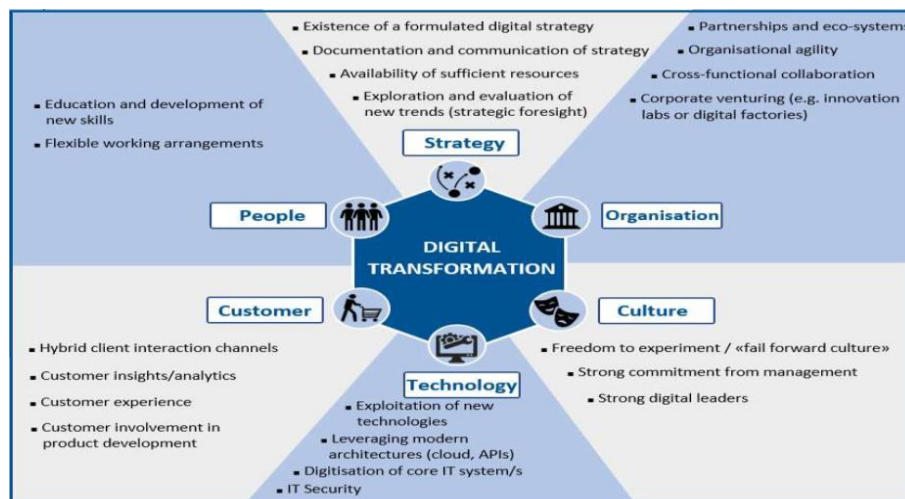 ▪ Existence of a formulated digital strategy
▪ Documentation and communication of strategy
▪ Availability of sufficient resources
▪ Exploration and evaluation of
new trends (strategic foresight)
Strategy
▪ Partnerships and eco-systems
▪ Organisational agility
▪ Cross-functional collaboration
▪ Corporate venturing (e.g. innovation
labs or digital factories)
Organisation
▪ Education and development of
new skills
▪ Flexible working arrangements
People
DIGITAL
TRANSFORMATION
Customer
▪ Hybrid client interaction channels
▪ Customer insights/analytics
▪ Customer experience
▪ Customer involvement in
product development
Technology
▪ Exploitation of new
technologies
▪ Leveraging modern
architectures (cloud, APIs)
▪ Digitisation of core IT system/s
▪ IT Security
Culture
▪ Freedom to experiment / «fail forward culture»
▪ Strong commitment from management
▪ Strong digital leaders